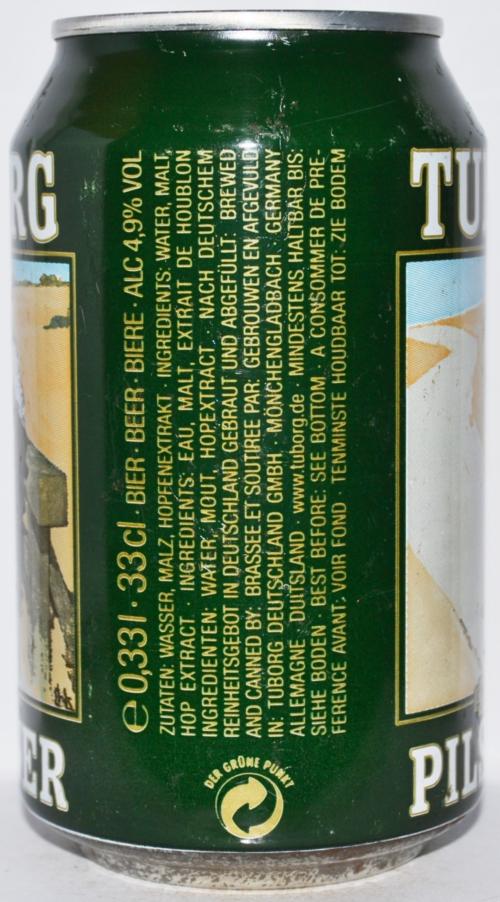 RG
ER
℮ 0,33 l · 33 cl · BIER · BEER · BIERE · ALC 4,9% VOL
ZUTATEN: WASSER, MALZ, HOPFENEXTRAKT · INGREDIENTS: WATER, MALT,
HOP EXTRACT · INGREDIENTS: EAU, MALT, EXTRAIT DE HOUBLON
INGREDIENTEN: WATER, MOUT, HOPEXTRACT · NACH DEUTSCHEM
REINHEITSGEBOT IN DEUTSCHLAND GEBRAUT UND ABGEFÜLLT. BREWED
AND CANNED BY. BRASSEE ET SOUTIREE PAR. GEBROUWEN EN AFGEVULD
IN: TUBORG DEUTSCHLAND GMBH · MÖNCHENGLADBACH. GERMANY
ALLEMAGNE · DUITSLAND · www.tuborg.de · MINDESTENS HALTBAR BIS:
SIEHE BODEN · BEST BEFORE: SEE BOTTOM. A CONSOMMER DE PRE-
FERENCE AVANT: VOIR FOND · TENMINSTE HOUDBAAR TOT: ZIE BODEM
DER GRÜNE PUNKT
TU
PILS